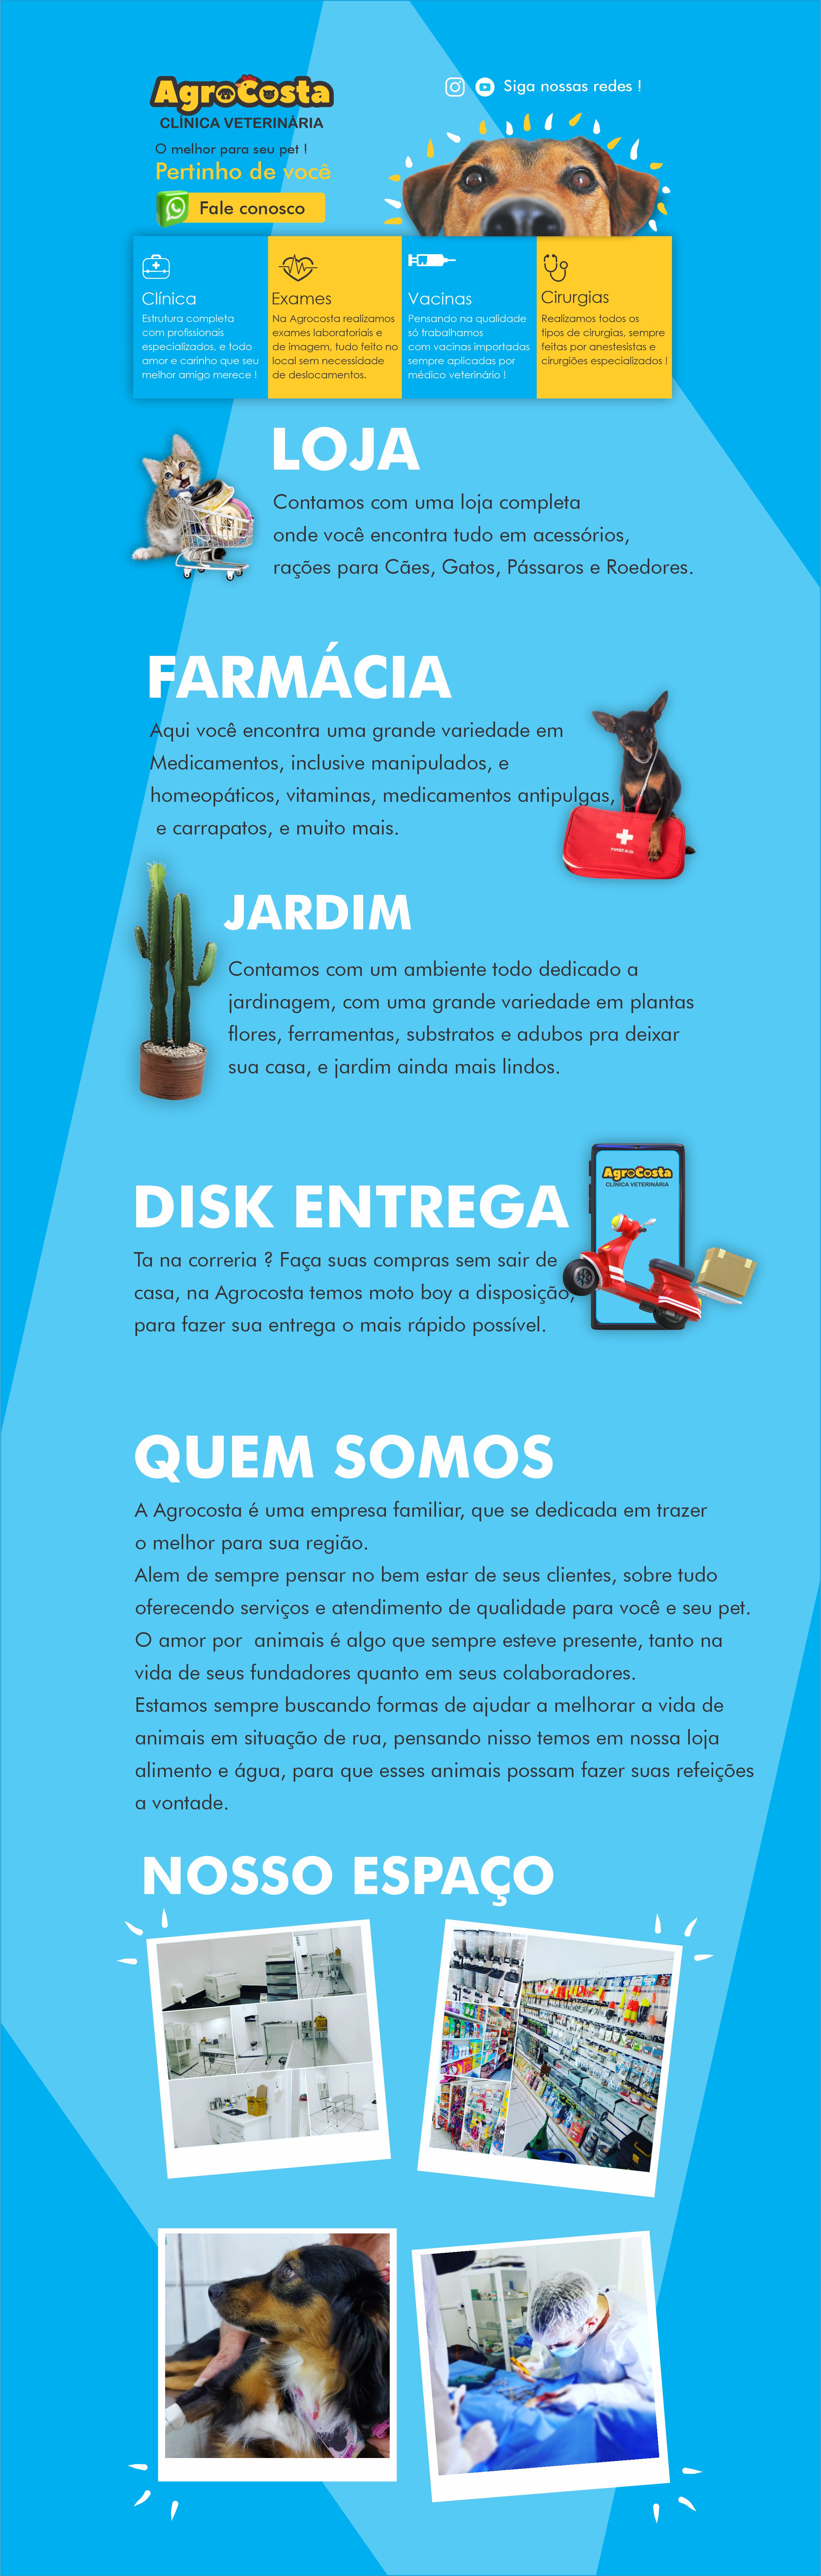 AgroCosta
CLÍNICA VETERINÁRIA
O melhor para seu pet !
Pertinho de você
Fale conosco
Siga nossas redes !
Clínica
Estrutura completa
com profissionais
especializados, e todo
amor e carinho que seu
melhor amigo merece !
Exames
Na Agrocosta realizamos
exames laboratoriais e
de imagem, tudo feito no
local sem necessidade
de deslocamentos.
Vacinas
Pensando na qualidade
só trabalhamos
com vacinas importadas
sempre aplicadas por
médico veterinário !
Cirurgias
Realizamos todos os
tipos de cirurgias, sempre
feitas por anestesistas e
cirurgiões especializados !
LOJA
Contamos com uma loja completa
onde você encontra tudo em acessórios,
rações para Cães, Gatos, Pássaros e Roedores.
FARMÁCIA
Aqui você encontra uma grande variedade em
Medicamentos, inclusive manipulados, e
homeopáticos, vitaminas, medicamentos antipulgas,
e carrapatos, e muito mais.
FIRST AID
JARDIM
Contamos com um ambiente todo dedicado a
jardinagem, com uma grande variedade em plantas
flores, ferramentas, substratos e adubos pra deixar
sua casa, e jardim ainda mais lindos.
DISK ENTREGA
Ta na correria ? Faça suas compras sem sair de
casa, na Agrocosta temos moto boy a disposição,
para fazer sua entrega o mais rápido possível.
AgroCosta
CLÍNICA VETERINÁRIA
QUEM SOMOS
A Agrocosta é uma empresa familiar, que se dedicada em trazer
o melhor para sua região.
Alem de sempre pensar no bem estar de seus clientes, sobre tudo
oferecendo serviços e atendimento de qualidade para você e seu pet.
O amor por animais é algo que sempre esteve presente, tanto na
vida de seus fundadores quanto em seus colaboradores.
Estamos sempre buscando formas de ajudar a melhorar a vida de
animais em situação de rua, pensando nisso temos em nossa loja
alimento e água, para que esses animais possam fazer suas refeições
a vontade.
NOSSO ESPAÇO